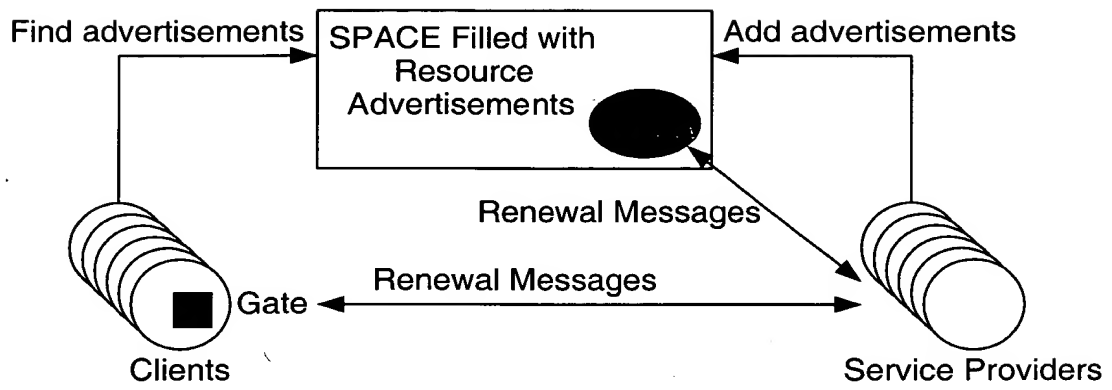 Find advertisements
SPACE Filled with
Resource
Advertisements
Add advertisements
Renewal Messages
Renewal Messages
Gate
Clients
Service Providers